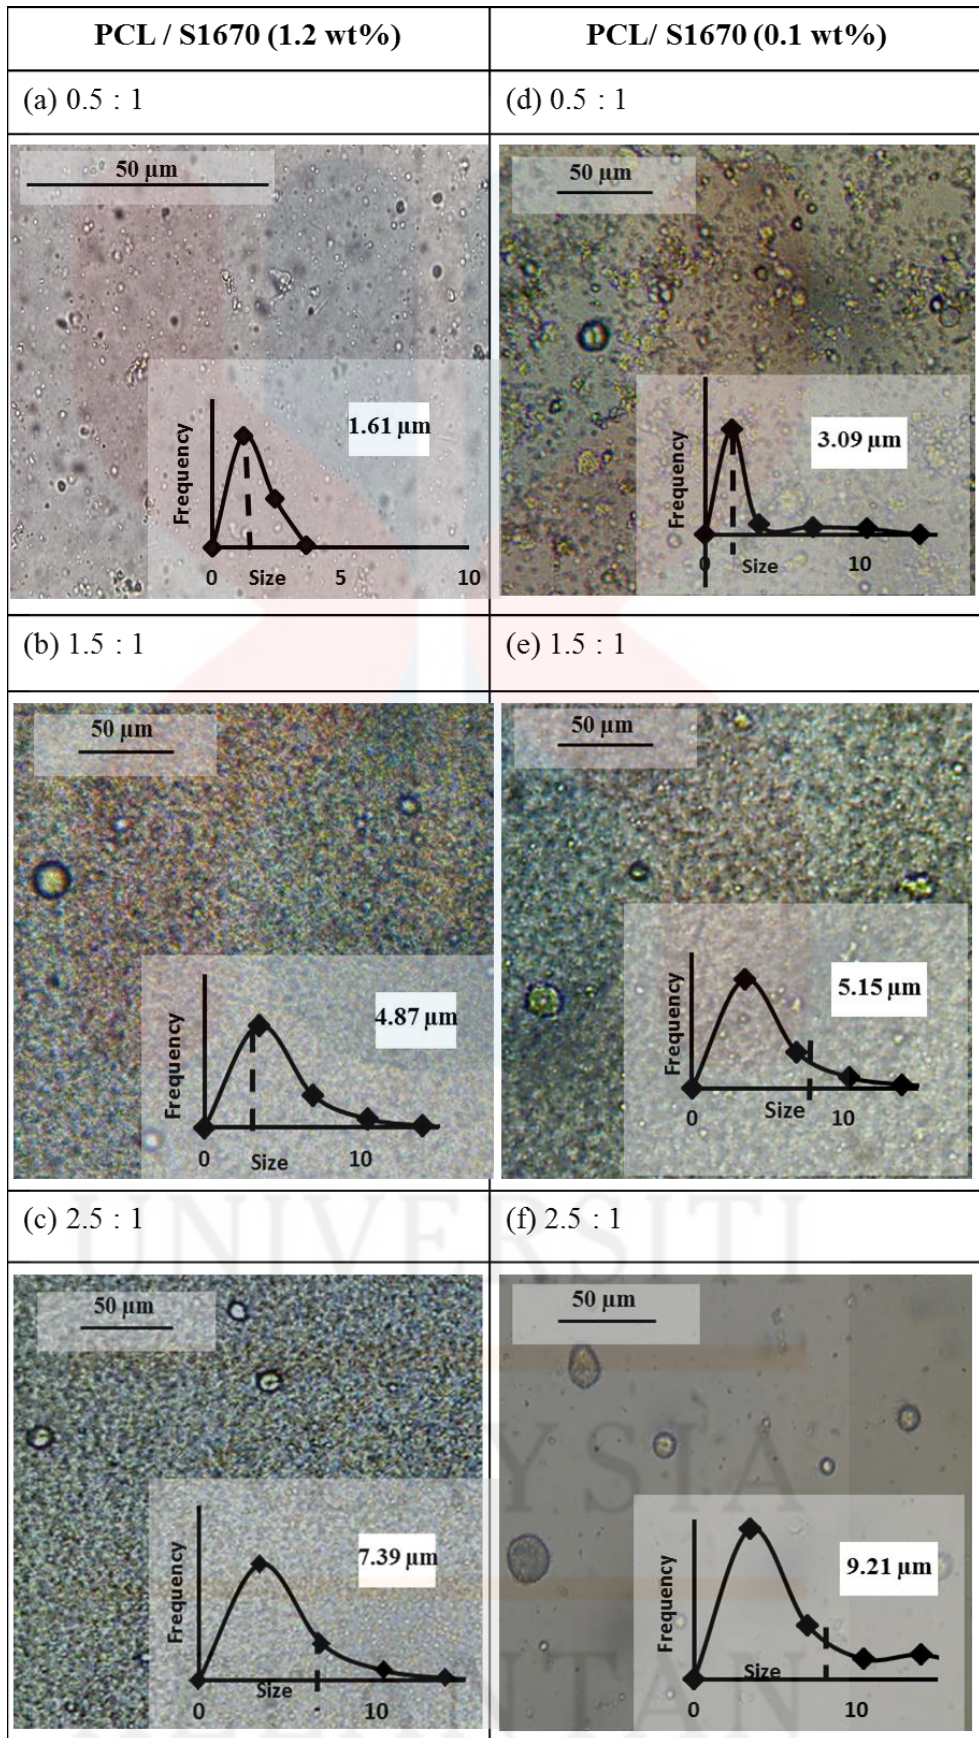 PCL / S1670 (1.2 wt%)
PCL/ S1670 (0.1 wt%)
(a) 0.5 : 1
(d) 0.5 : 1
50 µm
1.61 µm
Frequency
0
Size
5
10
50 µm
3.09 µm
Frequency
0
Size
10
(b) 1.5 : 1
(e) 1.5 : 1
50 µm
4.87 µm
Frequency
0
Size
10
50 µm
5.15 µm
Frequency
0
Size
10
(c) 2.5 : 1
(f) 2.5 : 1
UNIVERSITI
50 µm
7.39 µm
Frequency
0
Size
10
50 µm
9.21 µm
Frequency
0
Size
10